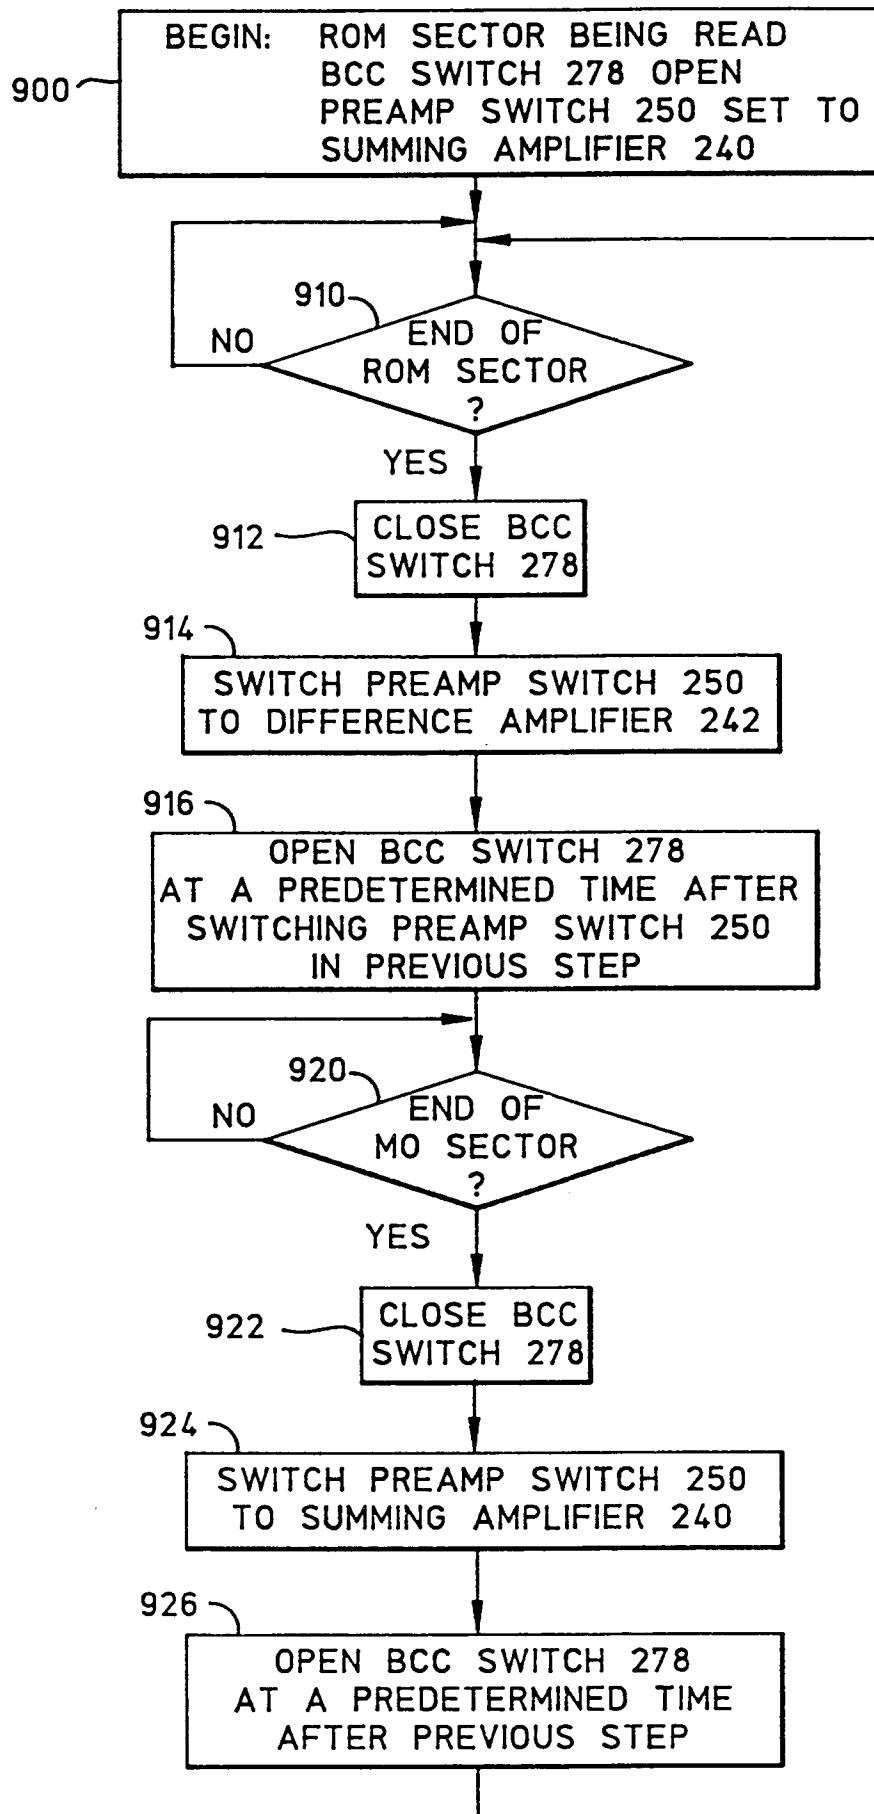 BEGIN: ROM SECTOR BEING READ
BCC SWITCH 278 OPEN
PREAMP SWITCH 250 SET TO
SUMMING AMPLIFIER 240
900
910
END OF
ROM SECTOR
?
NO
YES
912
CLOSE BCC
SWITCH 278
914
SWITCH PREAMP SWITCH 250
TO DIFFERENCE AMPLIFIER 242
916
OPEN BCC SWITCH 278
AT A PREDETERMINED TIME AFTER
SWITCHING PREAMP SWITCH 250
IN PREVIOUS STEP
920
END OF
MO SECTOR
?
NO
YES
922
CLOSE BCC
SWITCH 278
924
SWITCH PREAMP SWITCH 250
TO SUMMING AMPLIFIER 240
926
OPEN BCC SWITCH 278
AT A PREDETERMINED TIME
AFTER PREVIOUS STEP